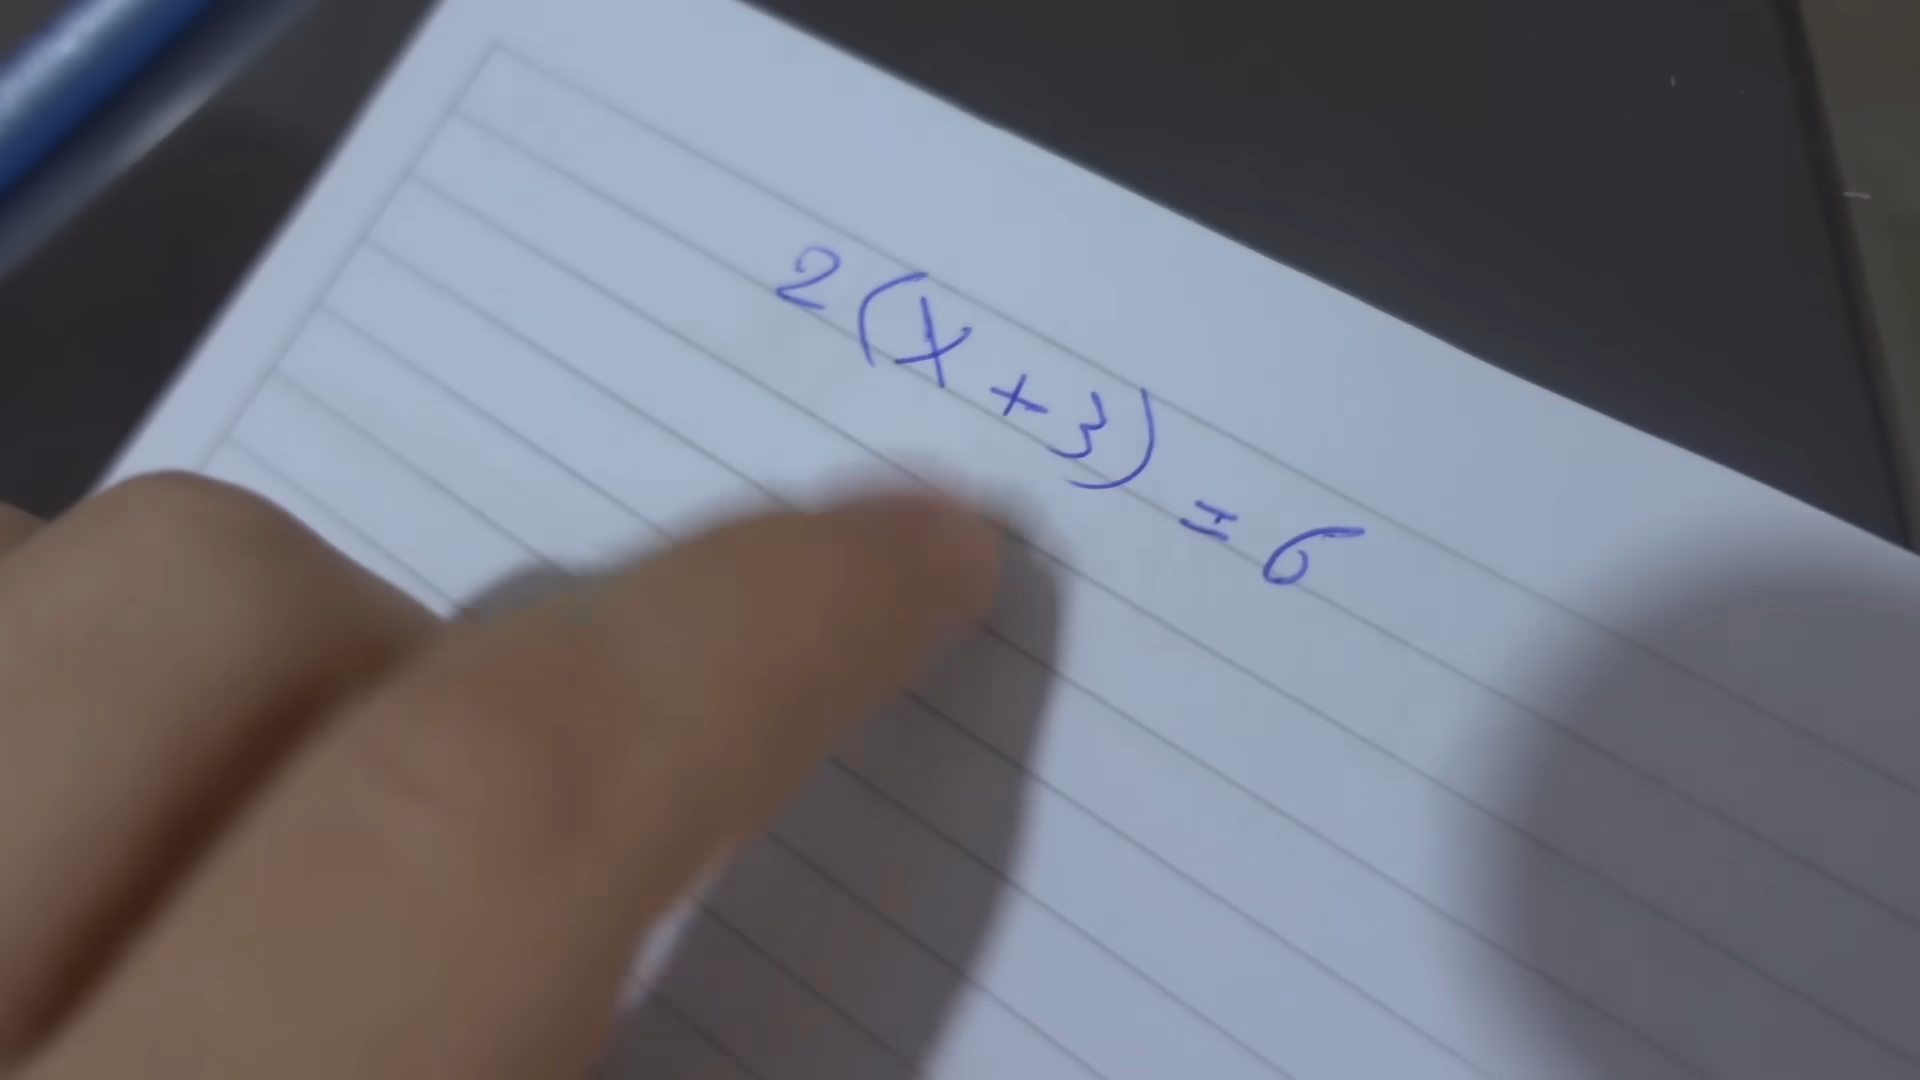 2(x+3) = 6